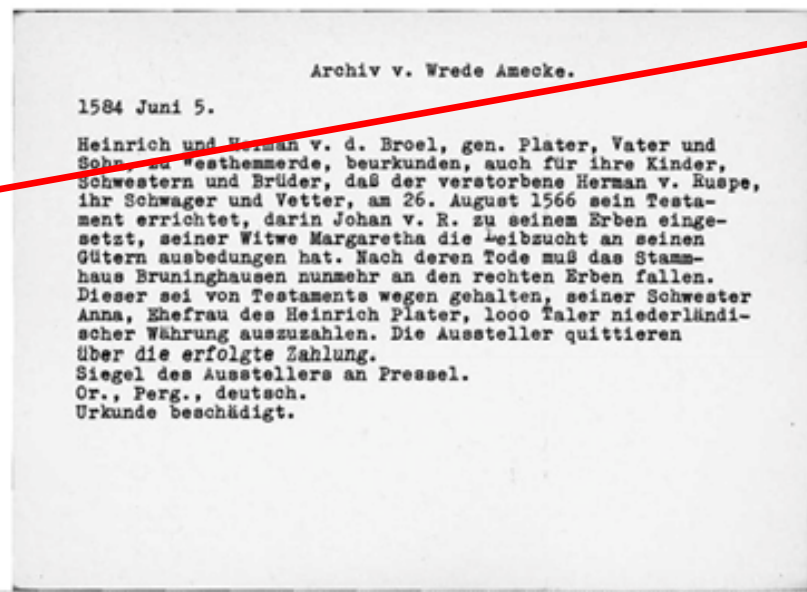 Archiv v. Wrede Amecke.
1584 Juni 5.
Heinrich und Herman v. d. Broel, gen. Plater, Vater und
Sohn, zu Westhemmerde, beurkunden, auch für ihre Kinder,
Schwestern und Brüder, daß der verstorbene Herman v. Ruspe,
ihr Schwager und Vetter, am 26. August 1566 sein Testa-
ment errichtet, darin Johan v. R. zu seinem Erben einge-
setzt, seiner Witwe Margaretha die Leibzucht an seinen
Gütern ausbedungen hat. Nach deren Tode muß das Stamm-
haus Bruninghausen nunmehr an den rechten Erben fallen.
Dieser sei von Testaments wegen gehalten, seiner Schwester
Anna, Ehefrau des Heinrich Plater, looo Taler niederländi-
scher Währung auszuzahlen. Die Aussteller quittieren
über die erfolgte Zahlung.
Siegel des Ausstellers an Pressel.
Or., Perg., deutsch.
Urkunde beschädigt.